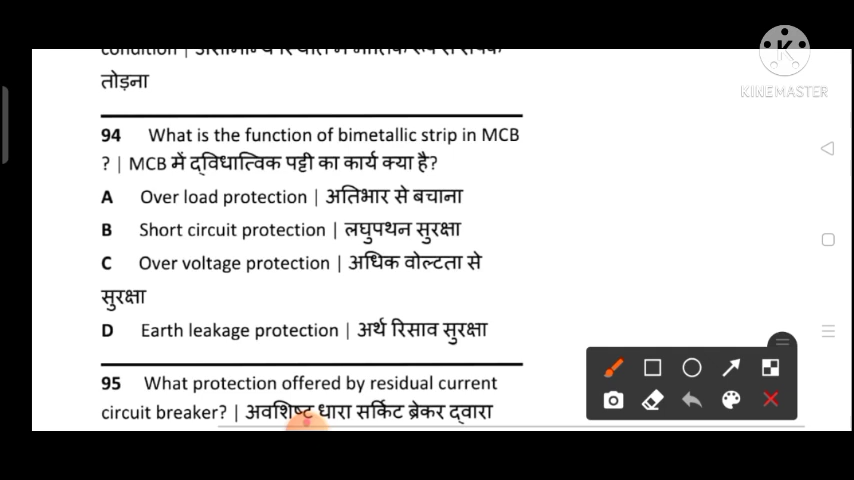 तोड़ना
KINEMASTER
94 What is the function of bimetallic strip in MCB
? | MCB में द्विधात्विक पट्टी का कार्य क्या है?
A Over load protection | अतिभार से बचाना
B Short circuit protection | लघुपथन सुरक्षा
C Over voltage protection | अधिक वोल्टता से
सुरक्षा
D Earth leakage protection | अर्थ रिसाव सुरक्षा
95 What protection offered by residual current
circuit breaker? | अवशिष्ट धारा सर्किट ब्रेकर द्वारा